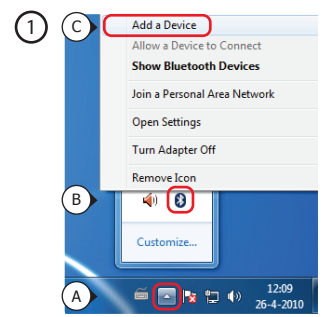 1
C
Add a Device
Allow a Device to Connect
Show Bluetooth Devices
Join a Personal Area Network
Open Settings
Turn Adapter Off
Remove Icon
B
Customize...
A
12:09
26-4-2010